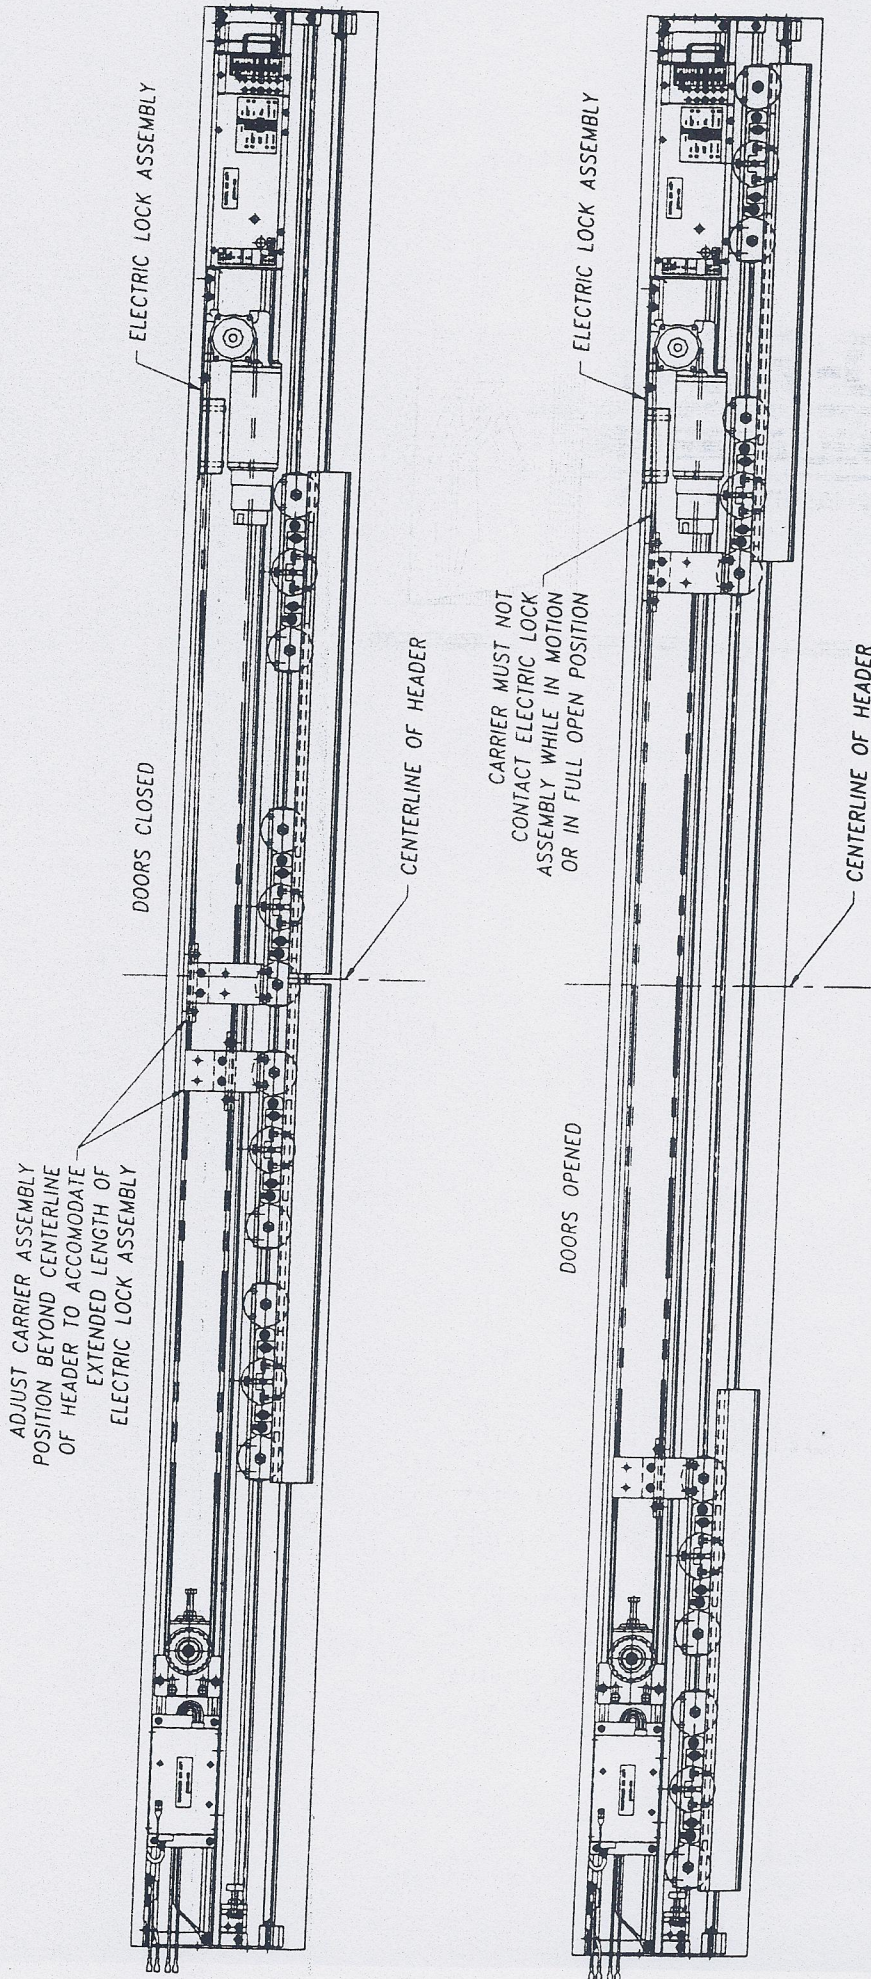 ADJUST CARRIER ASSEMBLY
POSITION BEYOND CENTERLINE
OF HEADER TO ACCOMODATE
EXTENDED LENGTH OF
ELECTRIC LOCK ASSEMBLY
DOORS CLOSED
ELECTRIC LOCK ASSEMBLY
CENTERLINE OF HEADER
DOORS OPENED
CARRIER MUST NOT
CONTACT ELECTRIC LOCK
ASSEMBLY WHILE IN MOTION
OR IN FULL OPEN POSITION
ELECTRIC LOCK ASSEMBLY
CENTERLINE OF HEADER